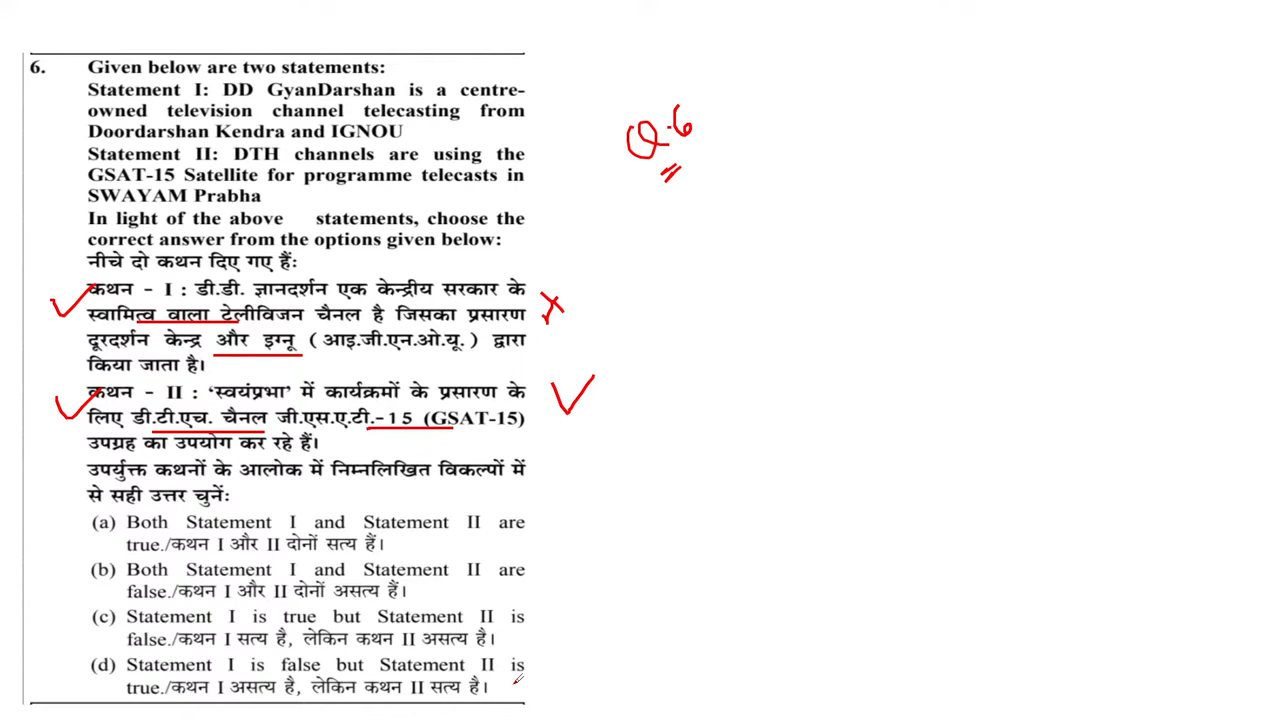 6. Given below are two statements:
Statement I: DD GyanDarshan is a centre-
owned television channel telecasting from
Doordarshan Kendra and IGNOU
Statement II: DTH channels are using the
GSAT-15 Satellite for programme telecasts in
SWAYAM Prabha
In light of the above statements, choose the
correct answer from the options given below:
नीचे दो कथन दिए गए हैं:
कथन - I : डी.डी. ज्ञानदर्शन एक केन्द्रीय सरकार के
स्वामित्व वाला टेलीविजन चैनल है जिसका प्रसारण
दूरदर्शन केन्द्र और इग्नू (आइ.जी.एन.ओ.यू.) द्वारा
किया जाता है।
कथन - II : ‘स्वयंप्रभा’ में कार्यक्रमों के प्रसारण के
लिए डी.टी.एच. चैनल जी.एस.ए.टी.-15 (GSAT-15)
उपग्रह का उपयोग कर रहे हैं।
उपर्युक्त कथनों के आलोक में निम्नलिखित विकल्पों में
से सही उत्तर चुनें:
(a) Both Statement I and Statement II are
true./कथन I और II दोनों सत्य हैं।
(b) Both Statement I and Statement II are
false./कथन I और II दोनों असत्य हैं।
(c) Statement I is true but Statement II is
false./कथन I सत्य है, लेकिन कथन II असत्य है।
(d) Statement I is false but Statement II is
true./कथन I असत्य है, लेकिन कथन II सत्य है।
Q.6